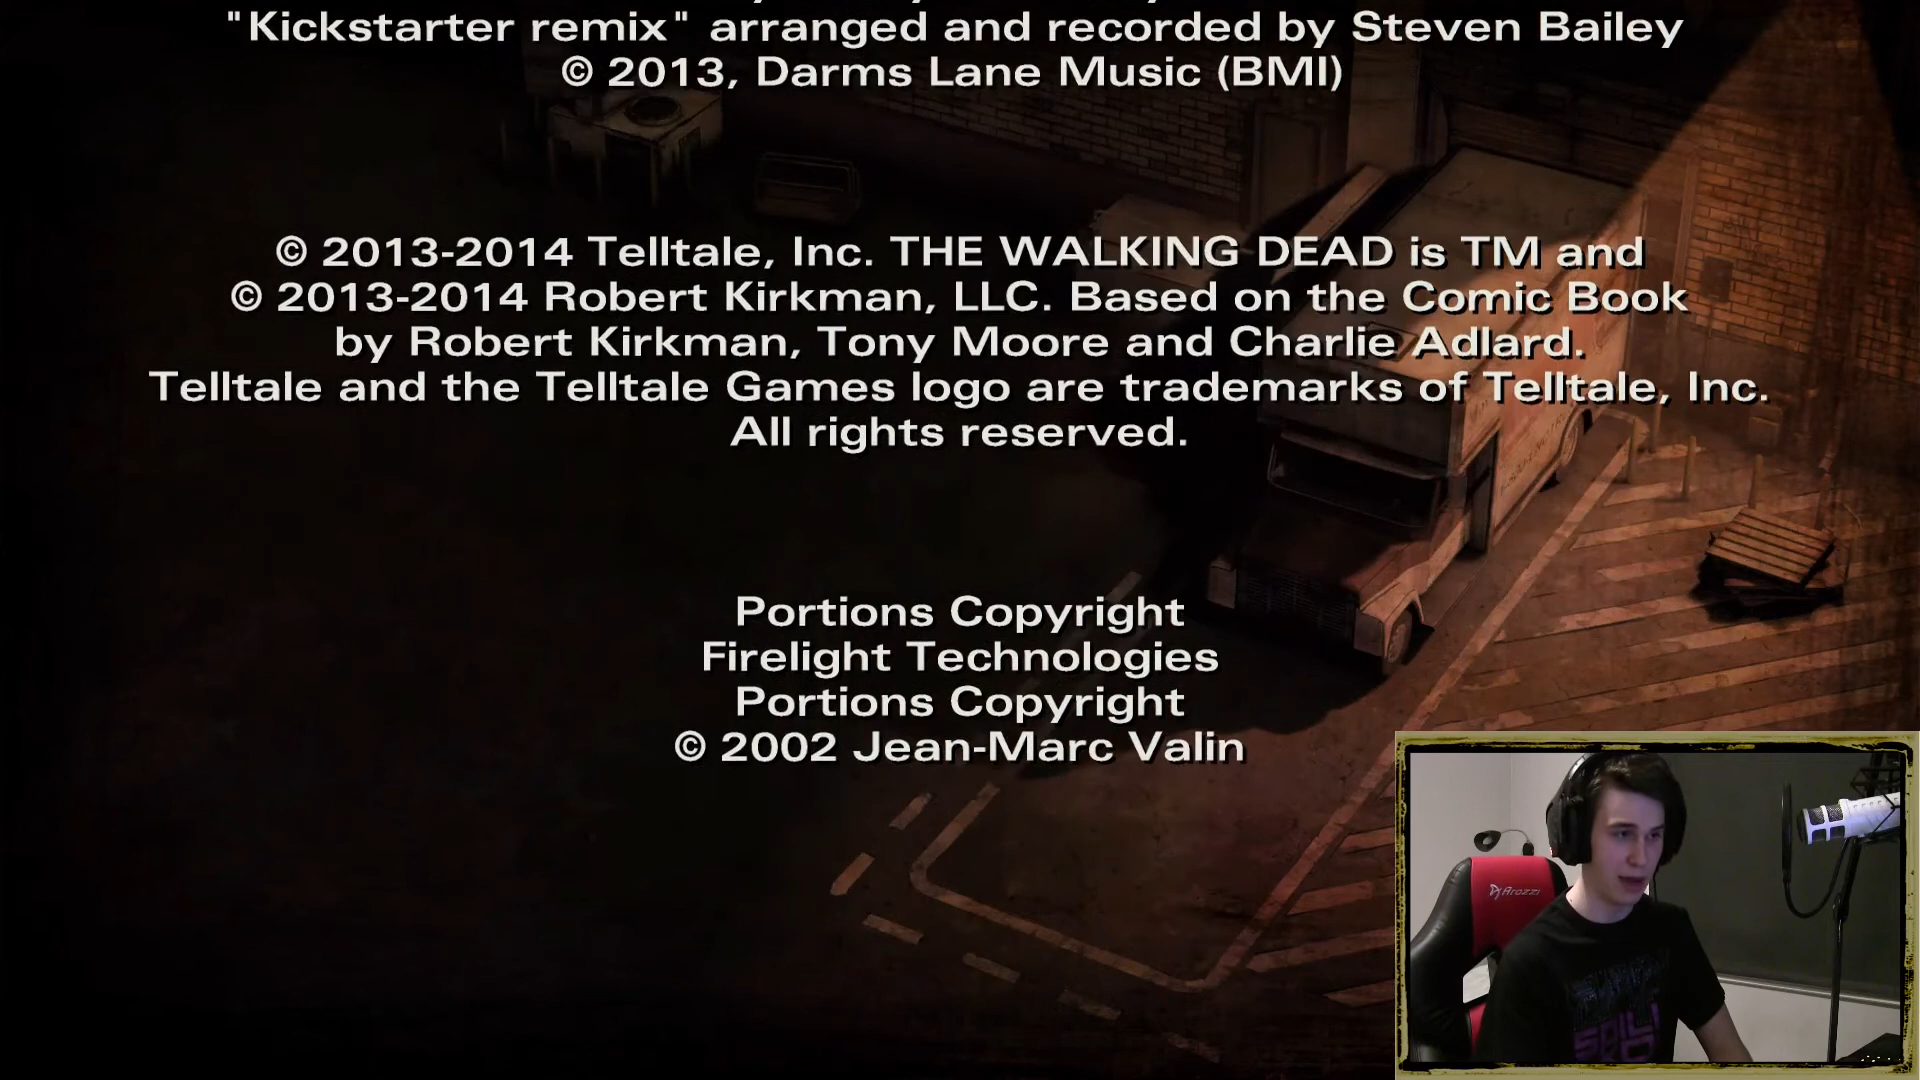 "Kickstarter remix" arranged and recorded by Steven Bailey
© 2013, Darms Lane Music (BMI)
© 2013-2014 Telltale, Inc. THE WALKING DEAD is TM and
© 2013-2014 Robert Kirkman, LLC. Based on the Comic Book
by Robert Kirkman, Tony Moore and Charlie Adlard.
Telltale and the Telltale Games logo are trademarks of Telltale, Inc.
All rights reserved.
Portions Copyright
Firelight Technologies
Portions Copyright
© 2002 Jean-Marc Valin
Arozzi